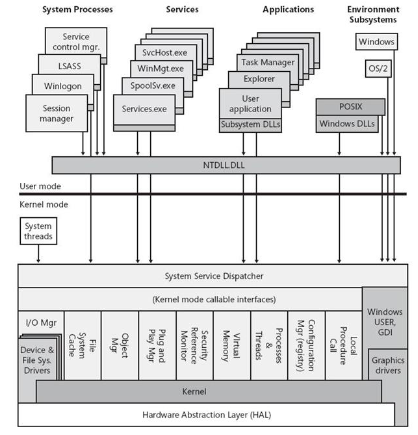 System Processes
Services
Applications
Environment
Subsystems
Service
control mgr.
LSASS
Winlogon
Session
manager
SvcHost.exe
WinMgt.exe
SpoolSv.exe
Services.exe
Task Manager
Explorer
User
application
Subsystem DLLs
Windows
OS/2
POSIX
Windows DLLs
NTDLL.DLL
User mode
Kernel mode
System
threads
System Service Dispatcher
(Kernel mode callable interfaces)
I/O Mgr
Device &
File Sys.
Drivers
File
System
Cache
Object
Mgr
Plug and
Play Mgr
Security
Reference
Monitor
Virtual
Memory
Processes
&
Threads
Configuration
Mgr (registry)
Local
Procedure
Call
Windows
USER,
GDI
Graphics
drivers
Kernel
Hardware Abstraction Layer (HAL)